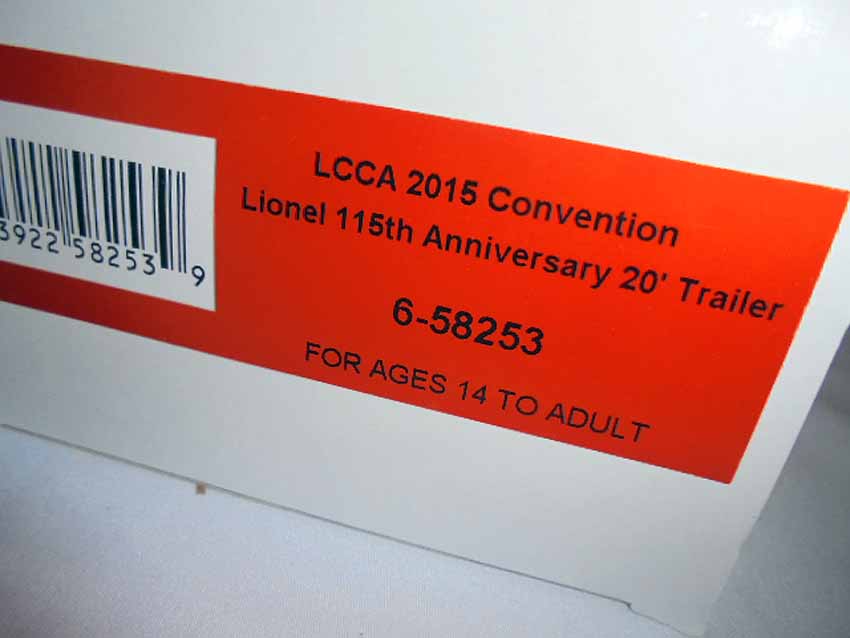 LCCA 2015 Convention
Lionel 115th Anniversary 20' Trailer
6-58253
FOR AGES 14 TO ADULT
3922 58253 9